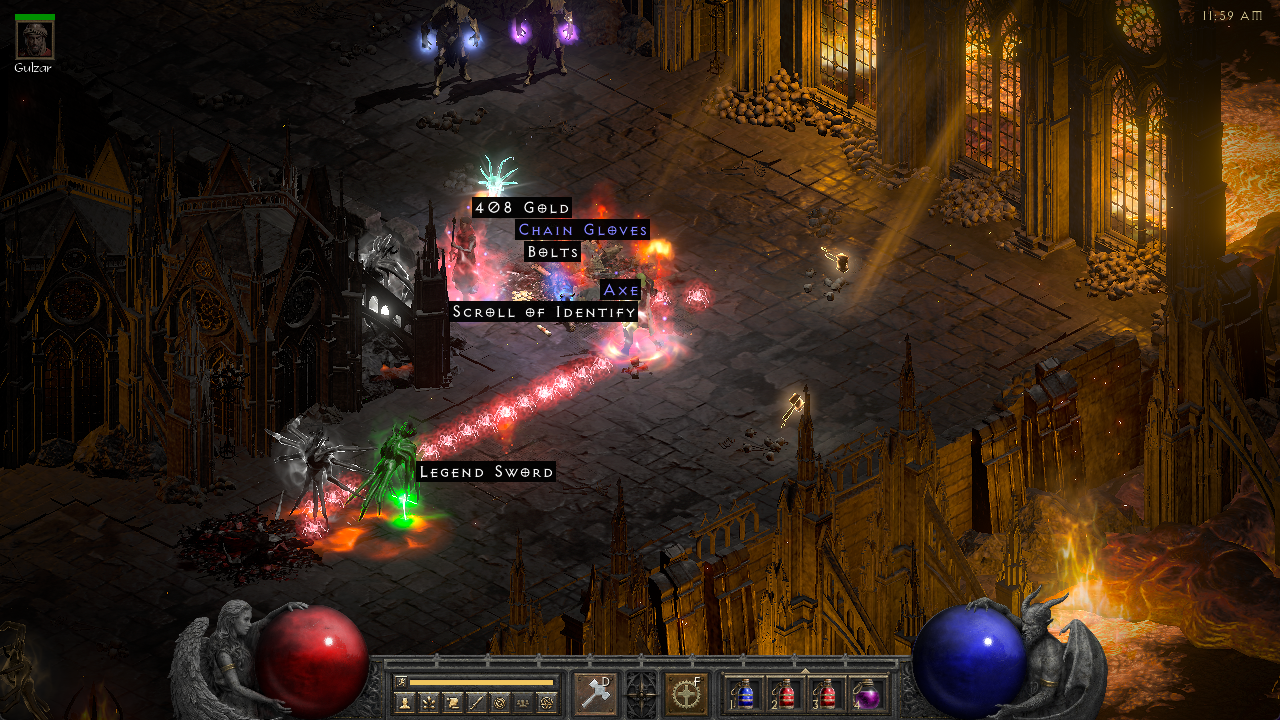 11:59 AM
Gulzar
408 Gold
Chain Gloves
Bolts
Axe
Scroll of Identify
Legend Sword
D
F
1
2
3
4